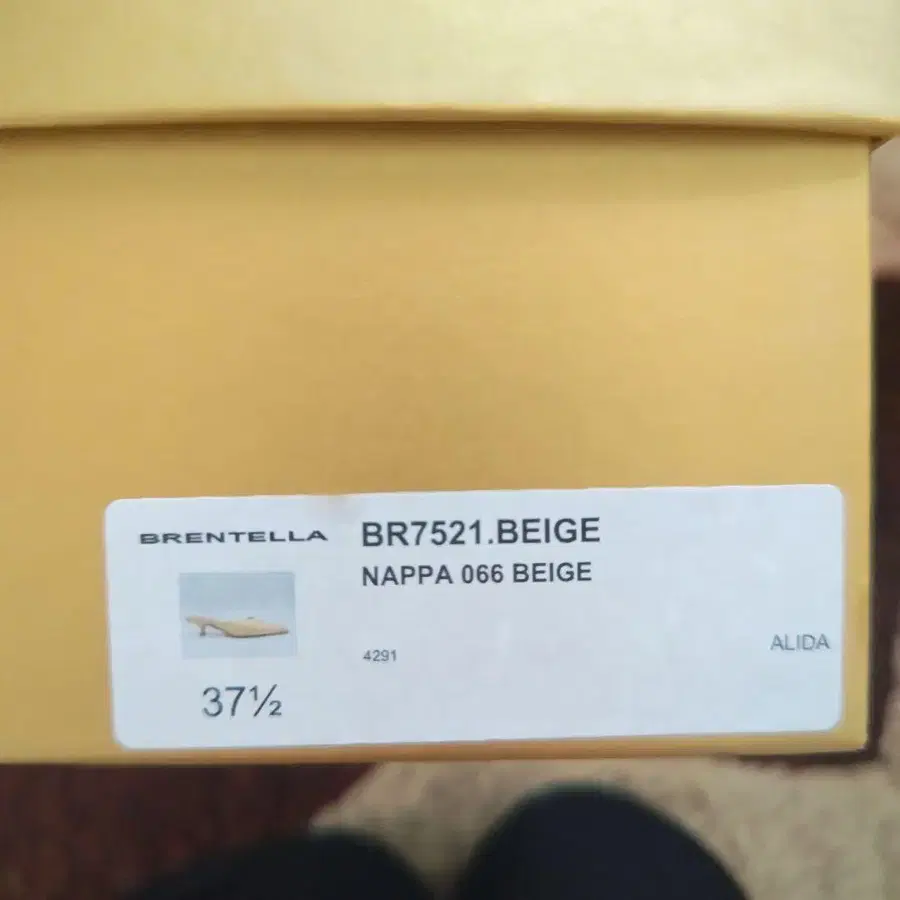 BRENTELLA
BR7521.BEIGE
NAPPA 066 BEIGE
4291
ALIDA
37½